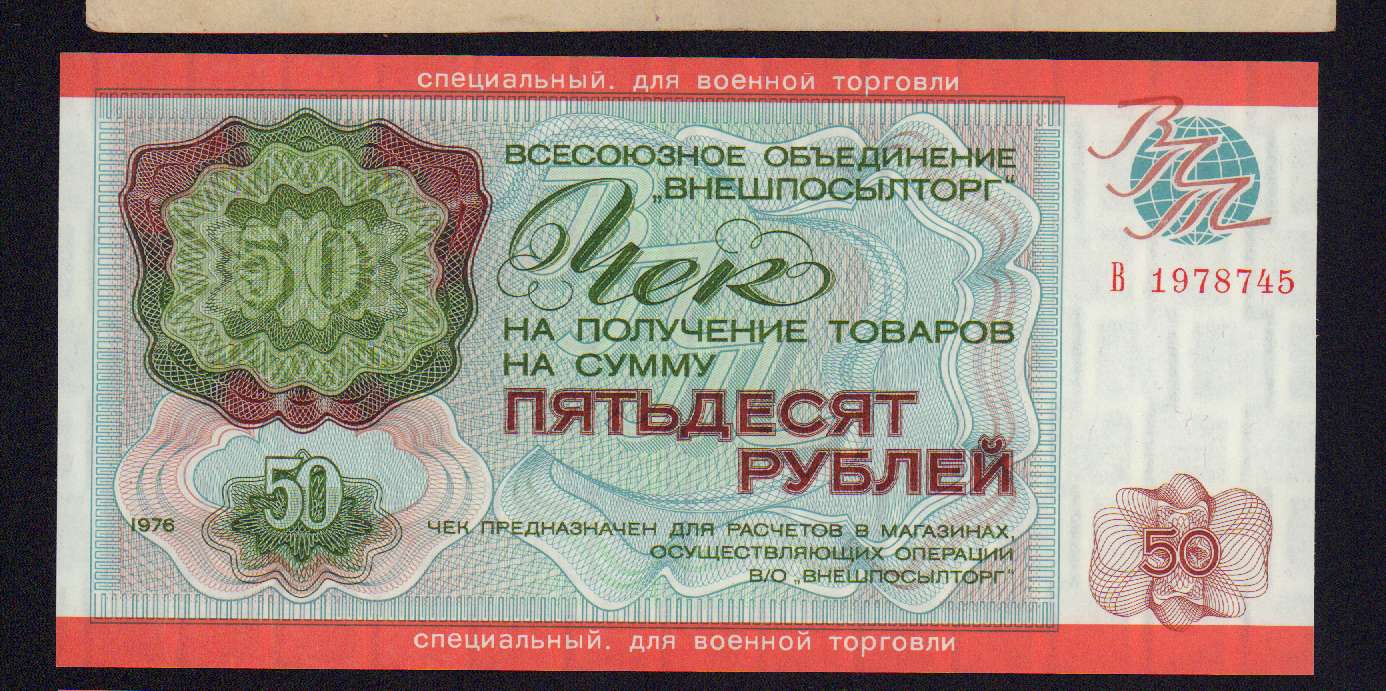 специальный. для военной торговли
ВСЕСОЮЗНОЕ ОБЪЕДИНЕНИЕ
„ВНЕШПОСЫЛТОРГ“
Чек
НА ПОЛУЧЕНИЕ ТОВАРОВ
НА СУММУ
ПЯТЬДЕСЯТ
РУБЛЕЙ
50
50
1976
ЧЕК ПРЕДНАЗНАЧЕН ДЛЯ РАСЧЕТОВ В МАГАЗИНАХ,
ОСУЩЕСТВЛЯЮЩИХ ОПЕРАЦИИ
В/О „ВНЕШПОСЫЛТОРГ“
ВПТ
В 1978745
50
специальный. для военной торговли